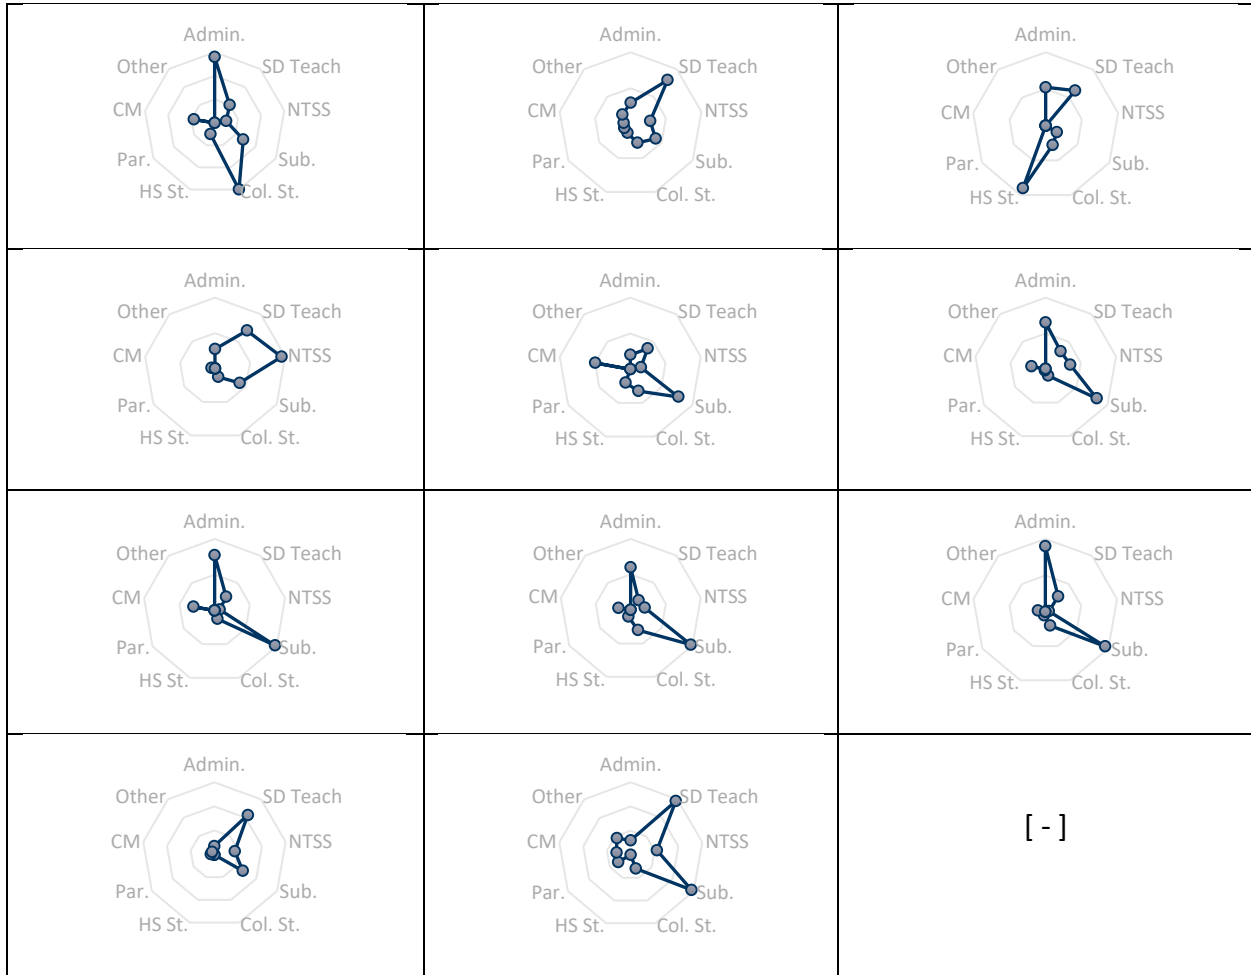 Admin.
SD Teach
NTSS
Sub.
Col. St.
HS St.
Par.
CM
Other
Admin.
SD Teach
NTSS
Sub.
Col. St.
HS St.
Par.
CM
Other
Admin.
SD Teach
NTSS
Sub.
Col. St.
HS St.
Par.
CM
Other
Admin.
SD Teach
NTSS
Sub.
Col. St.
HS St.
Par.
CM
Other
Admin.
SD Teach
NTSS
Sub.
Col. St.
HS St.
Par.
CM
Other
Admin.
SD Teach
NTSS
Sub.
Col. St.
HS St.
Par.
CM
Other
Admin.
SD Teach
NTSS
Sub.
Col. St.
HS St.
Par.
CM
Other
Admin.
SD Teach
NTSS
Sub.
Col. St.
HS St.
Par.
CM
Other
Admin.
SD Teach
NTSS
Sub.
Col. St.
HS St.
Par.
CM
Other
Admin.
SD Teach
NTSS
Sub.
Col. St.
HS St.
Par.
CM
Other
Admin.
SD Teach
NTSS
Sub.
Col. St.
HS St.
Par.
CM
Other
[ - ]